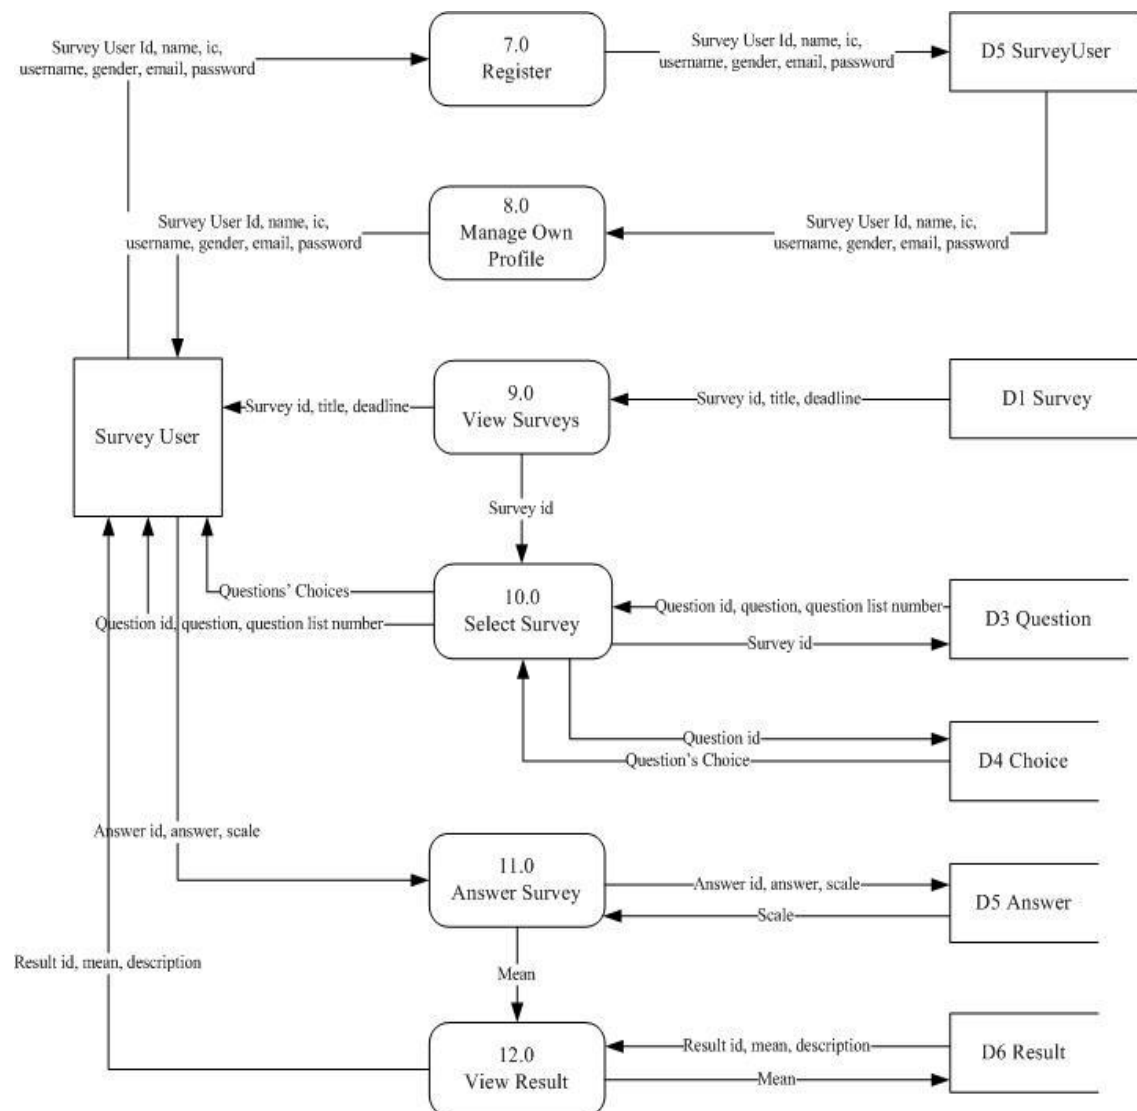 Survey User Id, name, ic,
username, gender, email, password
7.0
Register
Survey User Id, name, ic,
username, gender, email, password
D5 SurveyUser
Survey User Id, name, ic,
username, gender, email, password
8.0
Manage Own
Profile
Survey User Id, name, ic,
username, gender, email, password
Survey User
Survey id, title, deadline
9.0
View Surveys
Survey id, title, deadline
D1 Survey
Survey id
Questions' Choices
Question id, question, question list number
10.0
Select Survey
Question id, question, question list number
Survey id
D3 Question
Question id
Question's Choice
D4 Choice
Answer id, answer, scale
11.0
Answer Survey
Answer id, answer, scale
Scale
D5 Answer
Mean
Result id, mean, description
12.0
View Result
Result id, mean, description
Mean
D6 Result